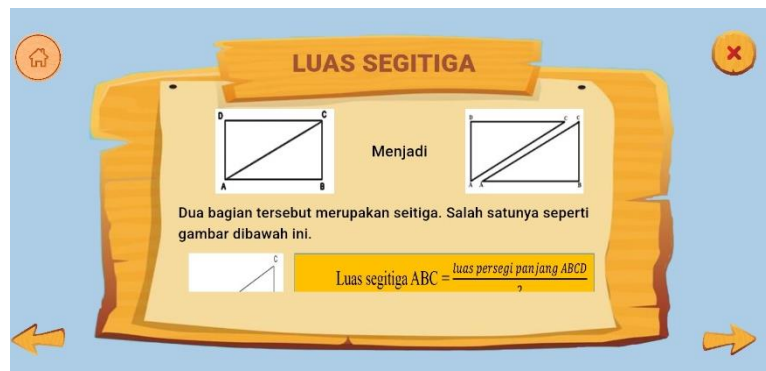 LUAS SEGITIGA
D C
A B
Menjadi
D C C
A A B
Dua bagian tersebut merupakan seitiga. Salah satunya seperti
gambar dibawah ini.
C
Luas segitiga ABC = luas persegi panjang ABCD